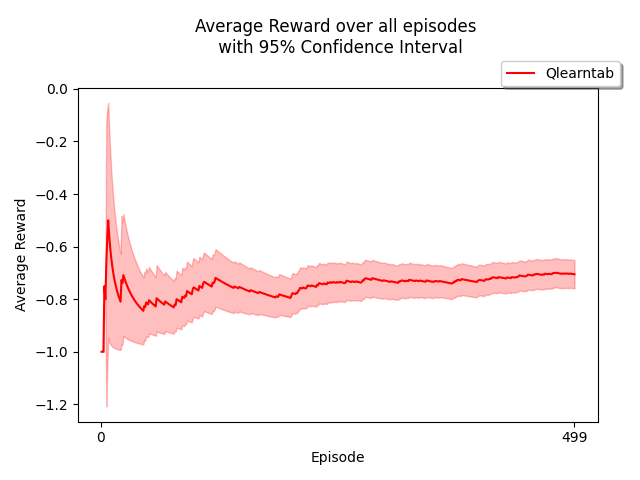 Average Reward over all episodes
with 95% Confidence Interval
Qlearntab
0.0
−0.2
−0.4
−0.6
−0.8
−1.0
−1.2
Average Reward
0
499
Episode